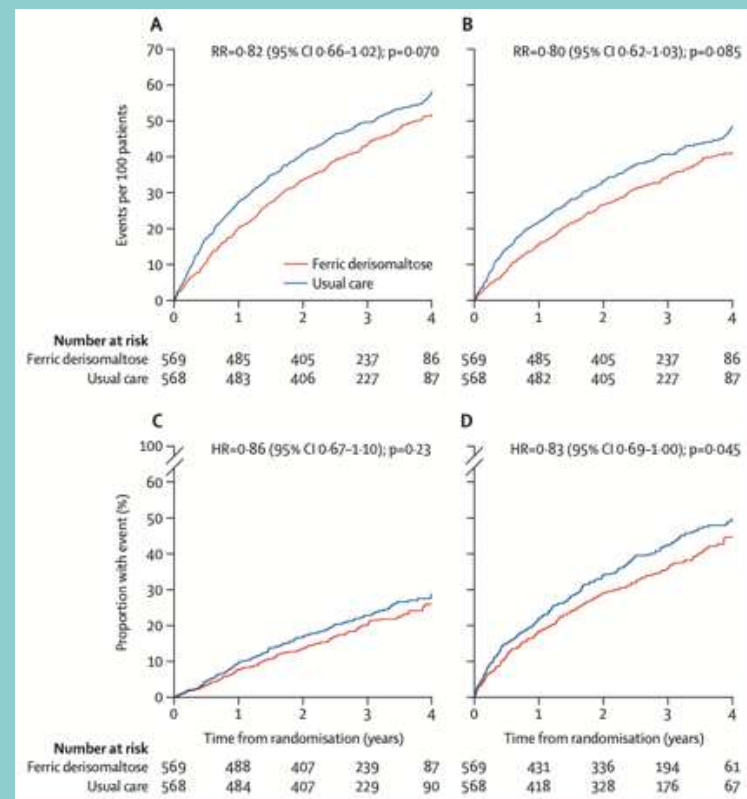 A
RR=0·82 (95% CI 0·66–1·02); p=0·070
B
RR=0·80 (95% CI 0·62–1·03); p=0·085
70
60
50
40
30
20
10
0
Events per 100 patients
Ferric derisomaltose
Usual care
0 1 2 3 4
0 1 2 3 4
Number at risk
Ferric derisomaltose 569 485 405 237 86 569 485 405 237 86
Usual care 568 483 406 227 87 568 482 405 227 87
C
HR=0·86 (95% CI 0·67–1·10); p=0·23
D
HR=0·83 (95% CI 0·69–1·00); p=0·045
100
60
50
40
30
20
10
0
Proportion with event (%)
0 1 2 3 4
0 1 2 3 4
Time from randomisation (years) Time from randomisation (years)
Number at risk
Ferric derisomaltose 569 488 407 239 87 569 431 336 194 61
Usual care 568 484 407 229 90 568 418 328 176 67